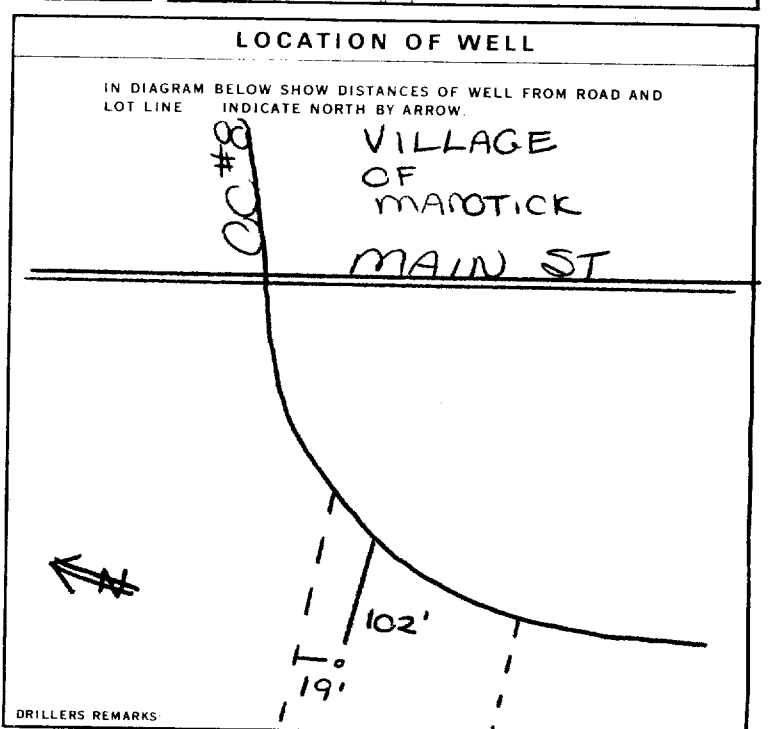 LOCATION OF WELL
IN DIAGRAM BELOW SHOW DISTANCES OF WELL FROM ROAD AND
LOT LINE INDICATE NORTH BY ARROW.
VILLAGE
OF
MANOTICK
#8
MAIN ST
N
102'
19'
DRILLERS REMARKS